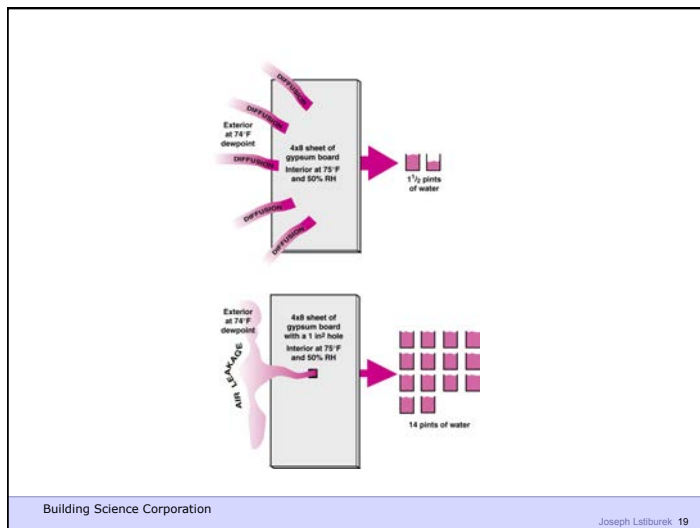 DIFFUSION
DIFFUSION
Exterior
at 74°F
dewpoint
DIFFUSION
4x8 sheet of
gypsum board
Interior at 75°F
and 50% RH
1 1/2 pints
of water
DIFFUSION
DIFFUSION
Exterior
at 74°F
dewpoint
4x8 sheet of
gypsum board
with a 1 in² hole
Interior at 75°F
and 50% RH
AIR LEAKAGE
14 pints of water
Building Science Corporation
Joseph Lstiburek 19